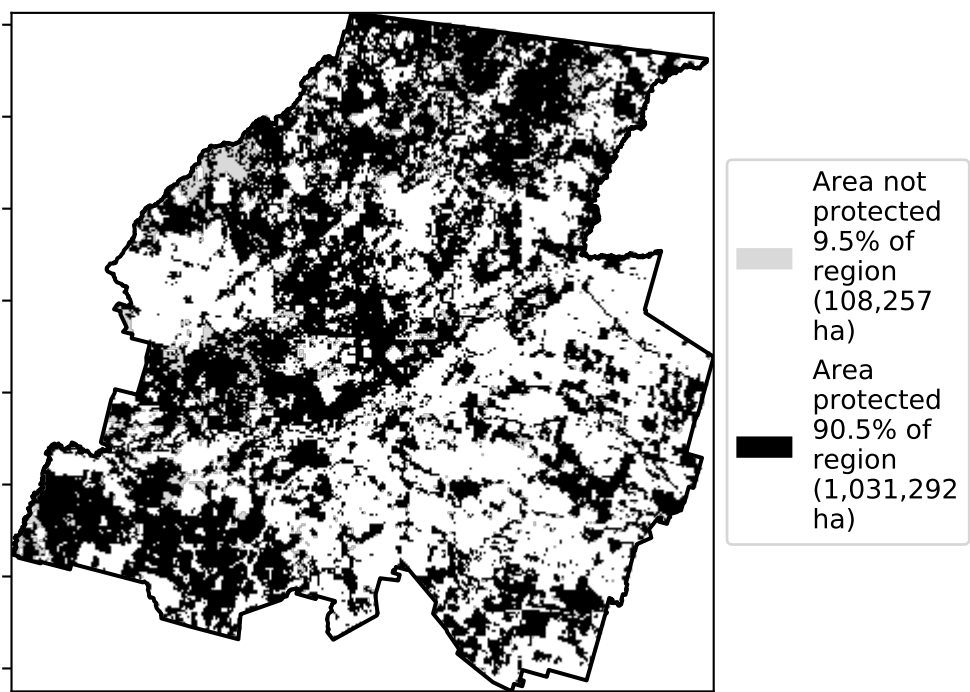 Area not
protected
9.5% of
region
(108,257
ha)
Area
protected
90.5% of
region
(1,031,292
ha)